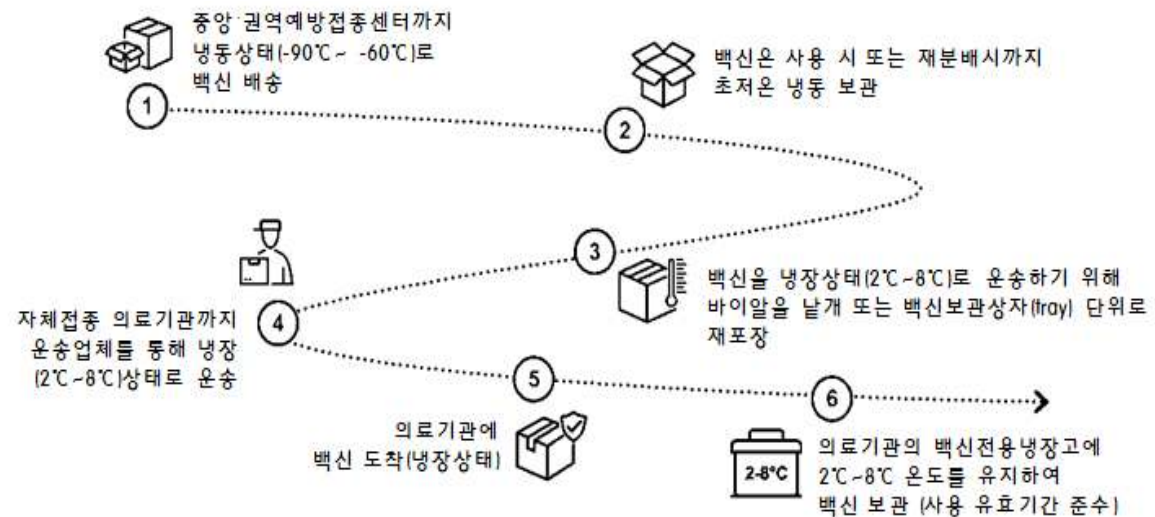 중앙·권역예방접종센터까지
냉동상태(-90℃~ -60℃)로
백신 배송
1
백신은 사용 시 또는 재분배시까지
초저온 냉동 보관
2
3
백신을 냉장상태(2℃~8℃)로 운송하기 위해
바이알을 낱개 또는 백신보관상자(tray) 단위로
재포장
4
자체접종 의료기관까지
운송업체를 통해 냉장
(2℃~8℃)상태로 운송
5
의료기관에
백신 도착(냉장상태)
6
2-8°C
의료기관의 백신전용냉장고에
2℃~8℃ 온도를 유지하여
백신 보관 (사용 유효기간 준수)